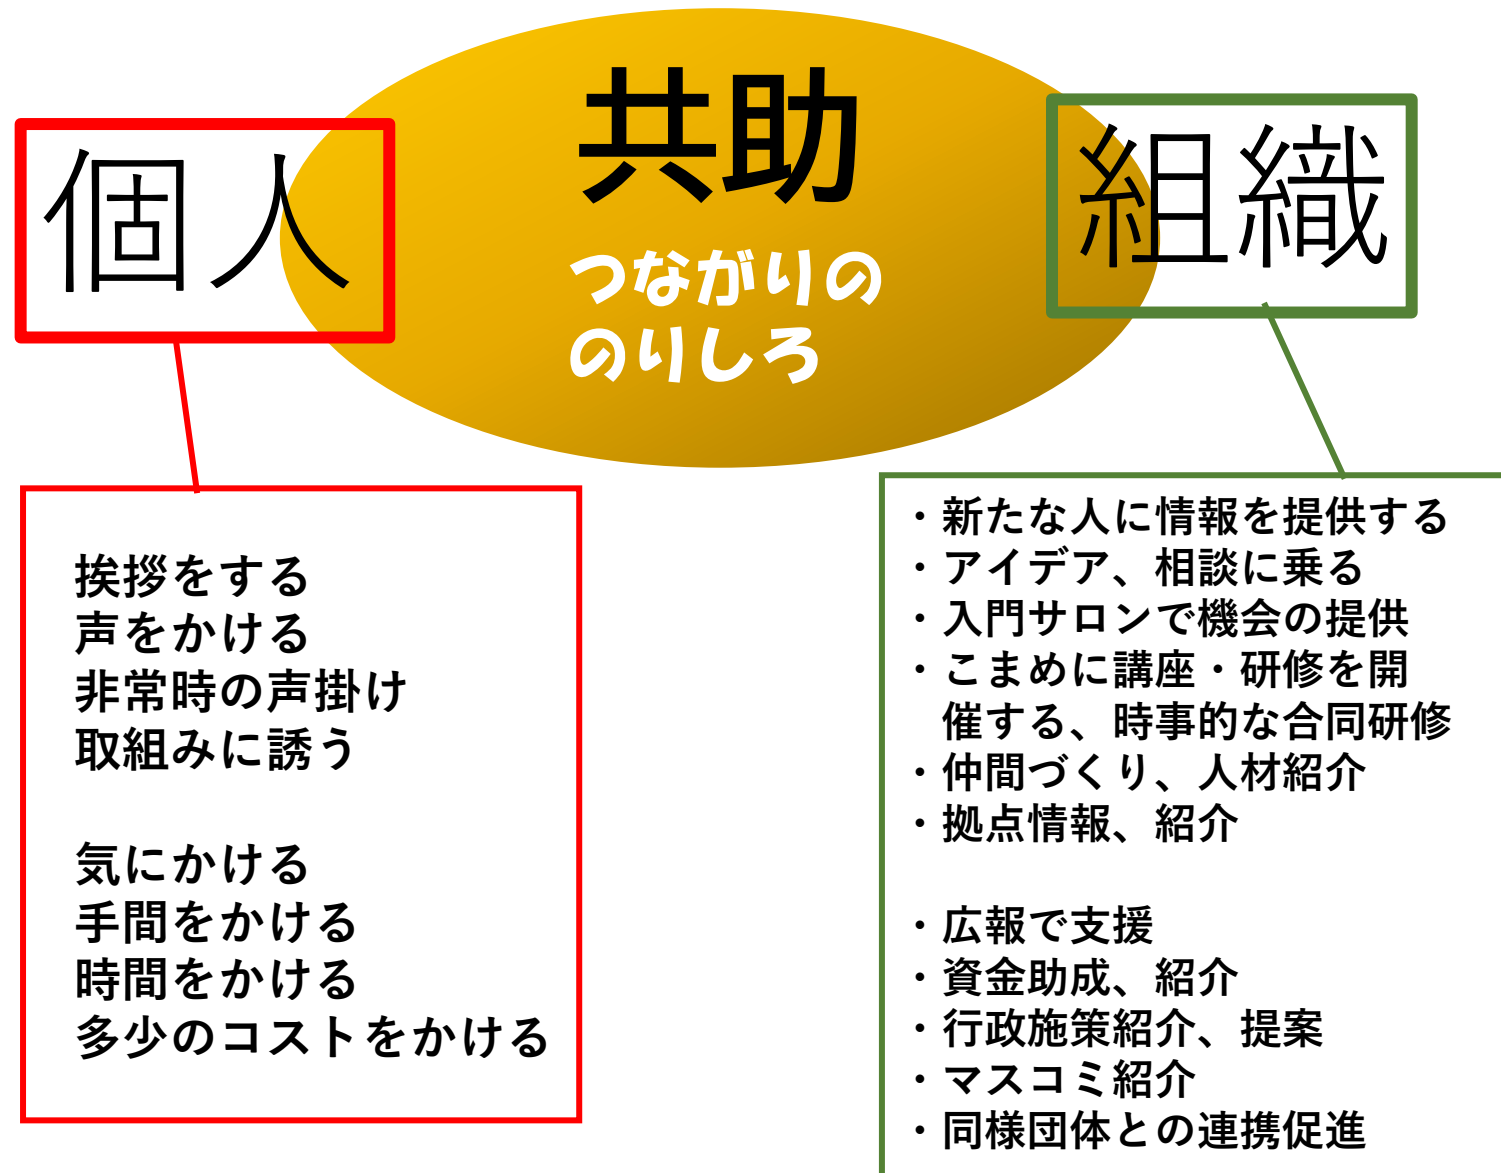 共助
個人
組織
つながりの
のりしろ
挨拶をする
声をかける
非常時の声掛け
取組みに誘う
気にかける
手間をかける
時間をかける
多少のコストをかける
・新たな人に情報を提供する
・アイデア、相談に乗る
・入門サロンで機会の提供
・こまめに講座・研修を開
催する、時事的な合同研修
・仲間づくり、人材紹介
・拠点情報、紹介
・広報で支援
・資金助成、紹介
・行政施策紹介、提案
・マスコミ紹介
・同様団体との連携促進